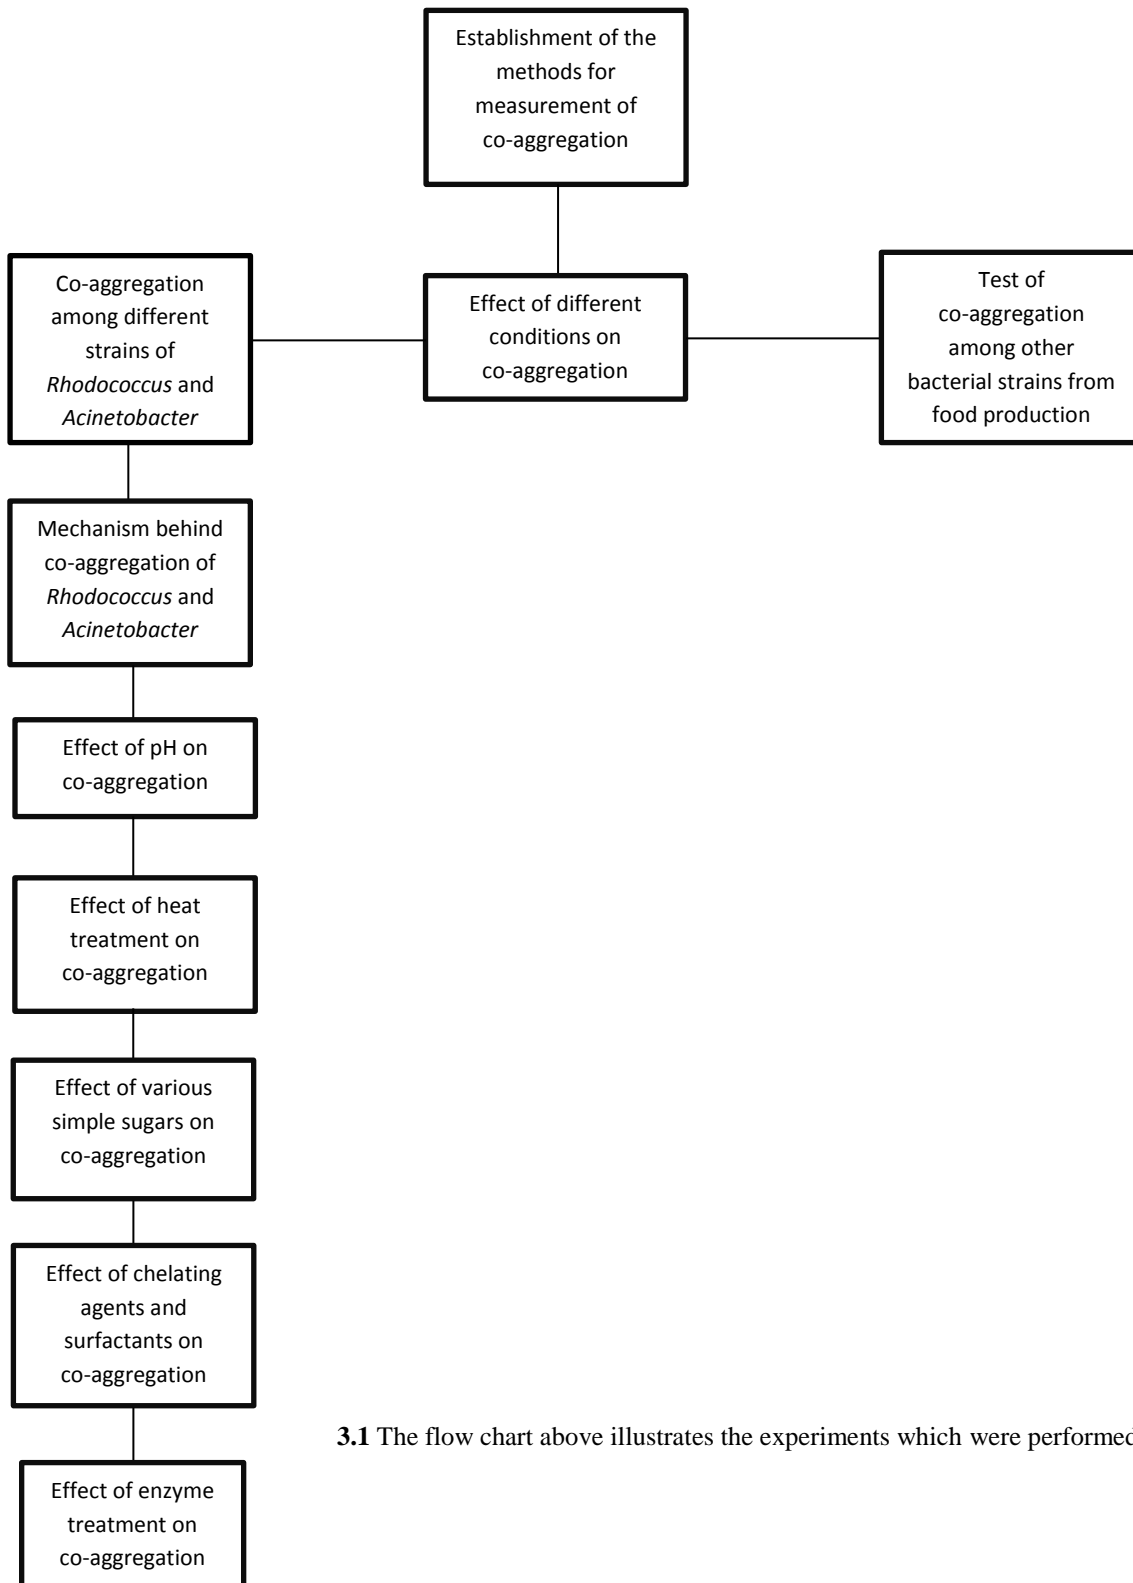 Establishment of the
methods for
measurement of
co-aggregation
Co-aggregation
among different
strains of
Rhodococcus and
Acinetobacter
Effect of different
conditions on
co-aggregation
Test of
co-aggregation
among other
bacterial strains from
food production
Mechanism behind
co-aggregation of
Rhodococcus and
Acinetobacter
Effect of pH on
co-aggregation
Effect of heat
treatment on
co-aggregation
Effect of various
simple sugars on
co-aggregation
Effect of chelating
agents and
surfactants on
co-aggregation
3.1 The flow chart above illustrates the experiments which were performed
Effect of enzyme
treatment on
co-aggregation